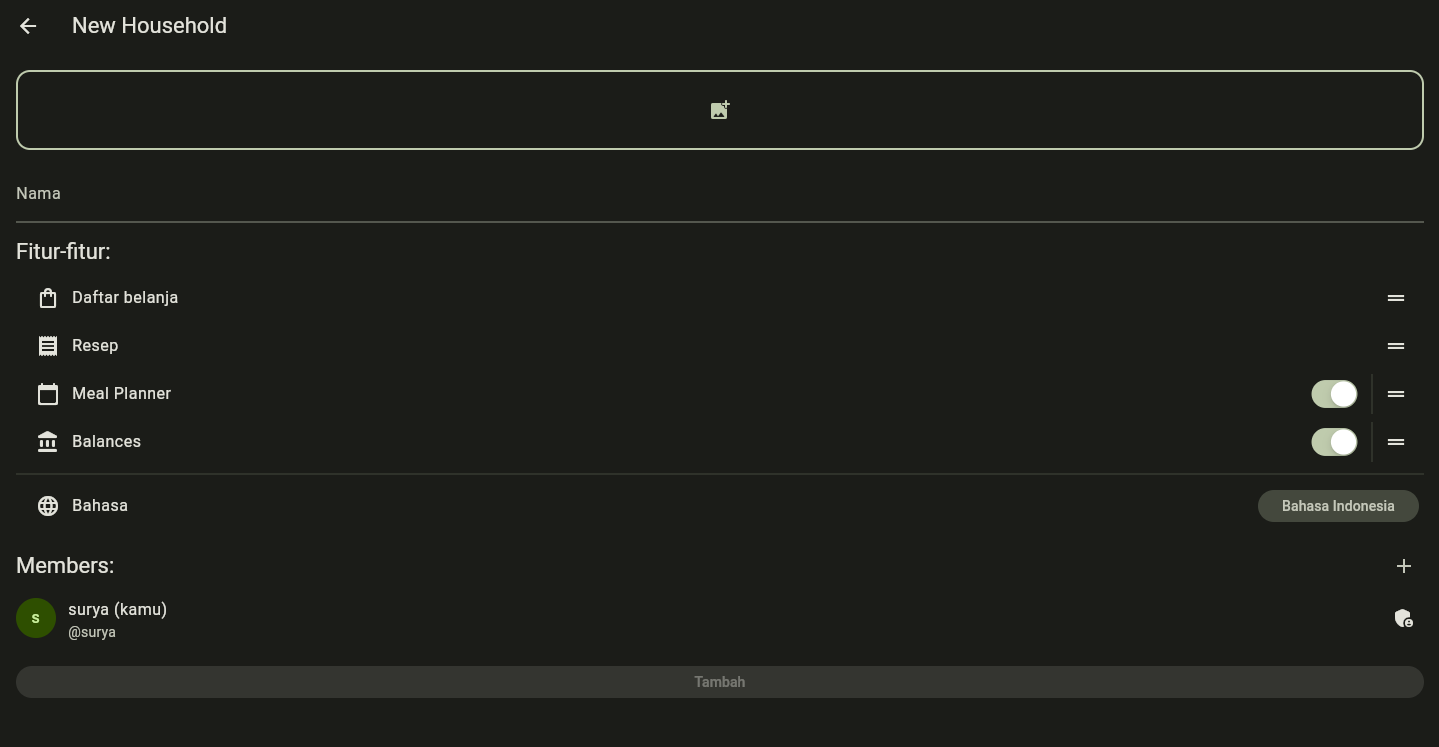 New Household
Nama
Fitur-fitur:
Daftar belanja
Resep
Meal Planner
Balances
Bahasa
Bahasa Indonesia
Members:
s
surya (kamu)
@surya
Tambah